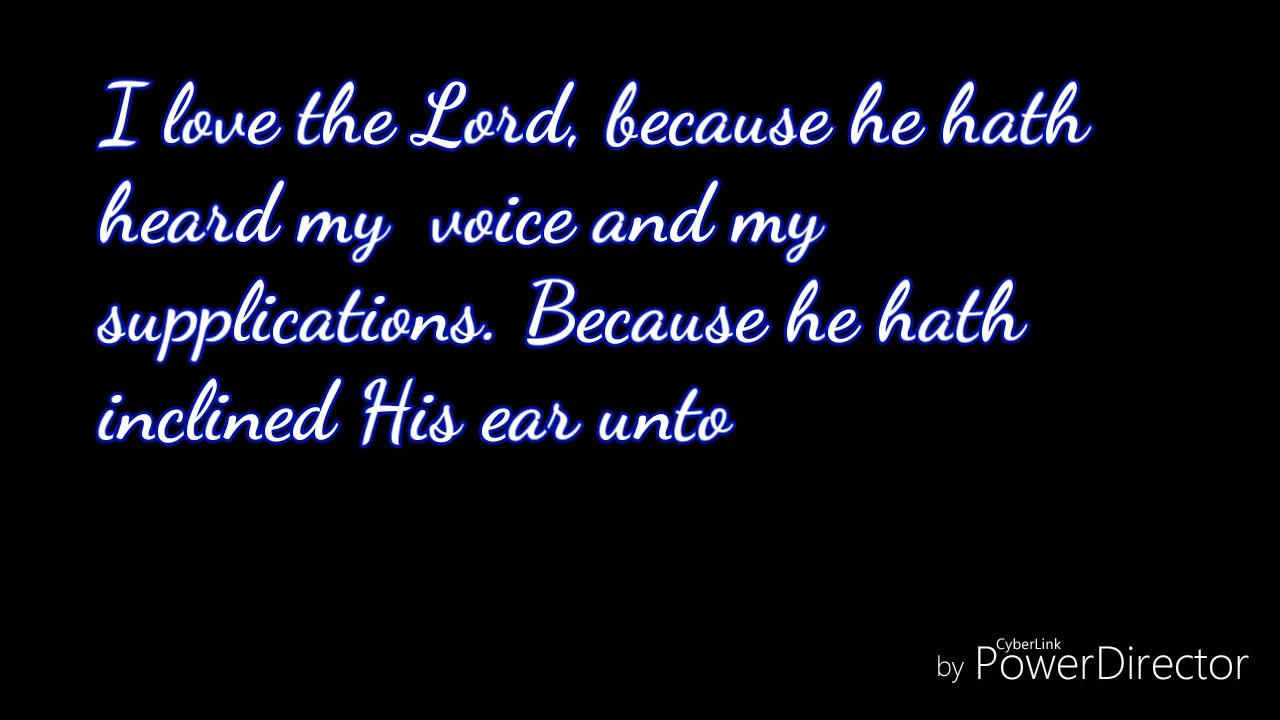 I love the Lord, because he hath
heard my  voice and my
supplications. Because he hath
inclined His ear unto
by CyberLink PowerDirector